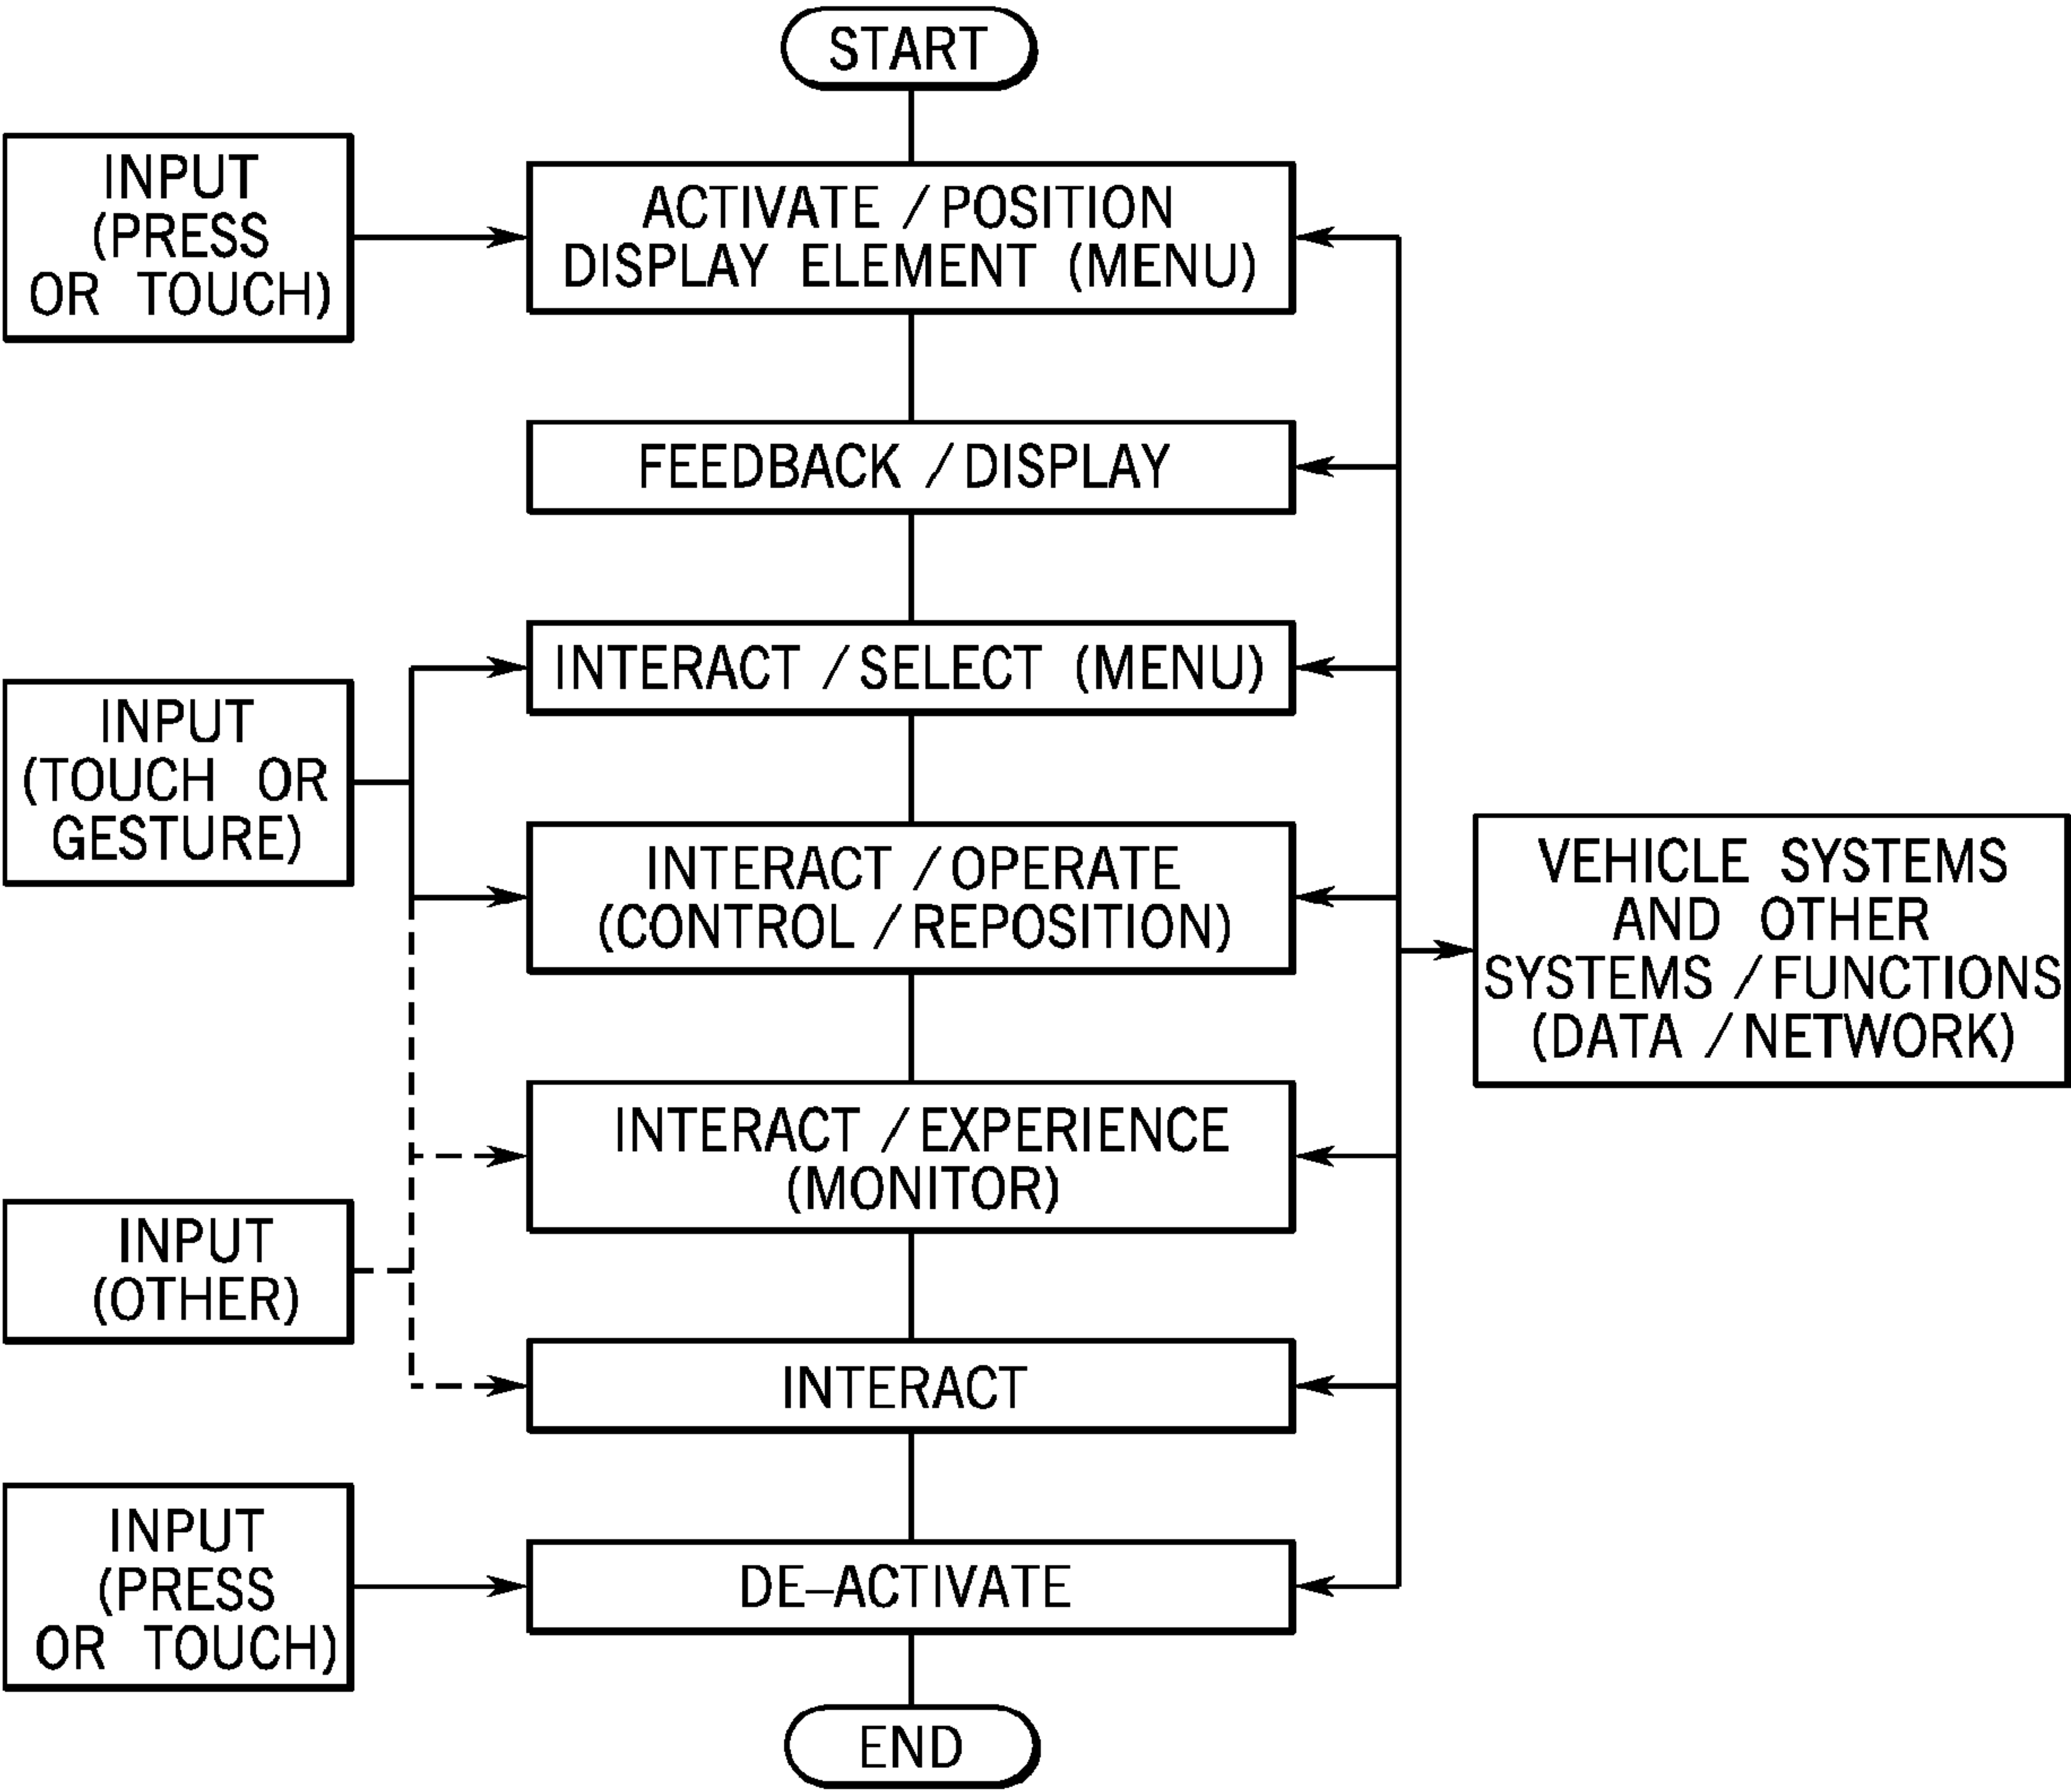 START
INPUT
(PRESS
OR TOUCH)
ACTIVATE / POSITION
DISPLAY ELEMENT (MENU)
FEEDBACK / DISPLAY
INTERACT / SELECT (MENU)
INPUT
(TOUCH OR
GESTURE)
INTERACT / OPERATE
(CONTROL / REPOSITION)
VEHICLE SYSTEMS
AND OTHER
SYSTEMS / FUNCTIONS
(DATA / NETWORK)
INTERACT / EXPERIENCE
(MONITOR)
INPUT
(OTHER)
INTERACT
INPUT
(PRESS
OR TOUCH)
DE–ACTIVATE
END